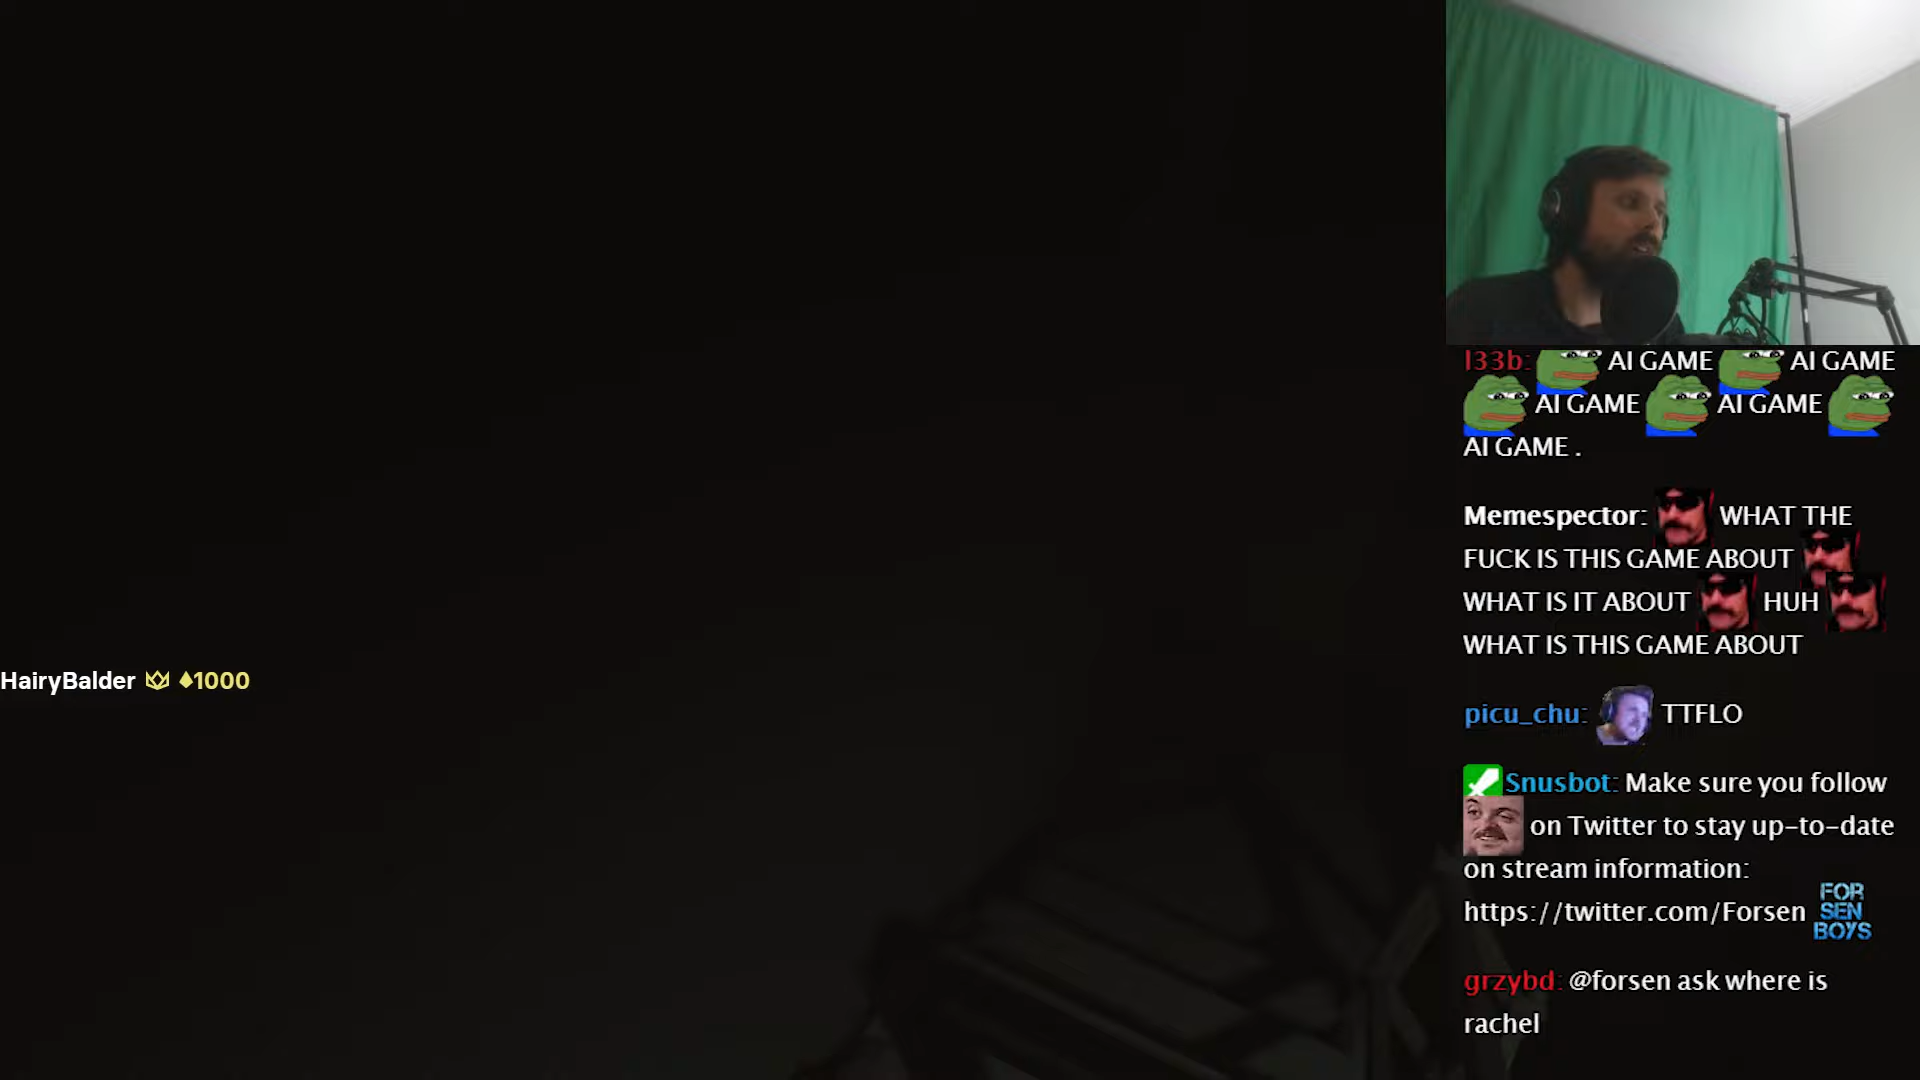 HairyBalder 1000
l33b: AI GAME AI GAME
AI GAME AI GAME
AI GAME .
Memespector: WHAT THE
FUCK IS THIS GAME ABOUT
WHAT IS IT ABOUT HUH
WHAT IS THIS GAME ABOUT
picu_chu: TTFLO
Snusbot: Make sure you follow
on Twitter to stay up-to-date
on stream information:
https://twitter.com/Forsen FOR
SEN
BOYS
grzybd: @forsen ask where is
rachel